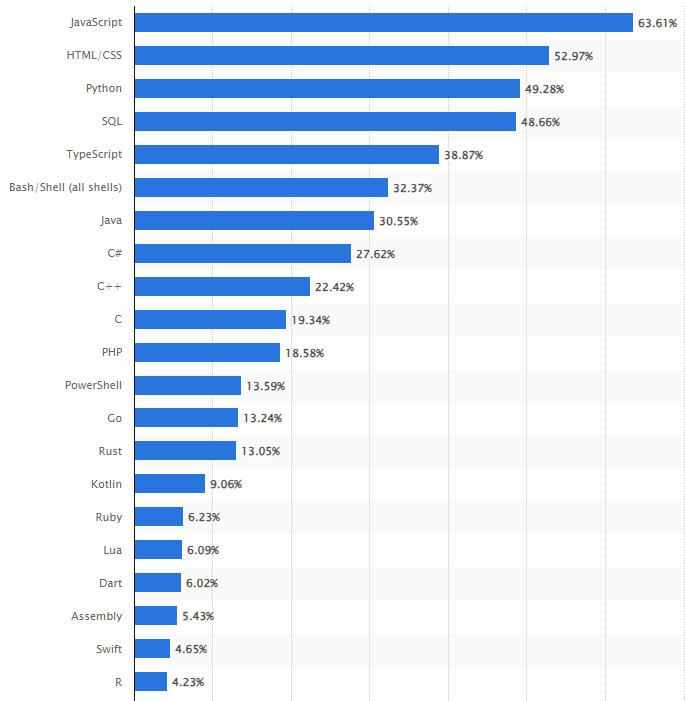 JavaScript 63.61%
HTML/CSS 52.97%
Python 49.28%
SQL 48.66%
TypeScript 38.87%
Bash/Shell (all shells) 32.37%
Java 30.55%
C# 27.62%
C++ 22.42%
C 19.34%
PHP 18.58%
PowerShell 13.59%
Go 13.24%
Rust 13.05%
Kotlin 9.06%
Ruby 6.23%
Lua 6.09%
Dart 6.02%
Assembly 5.43%
Swift 4.65%
R 4.23%